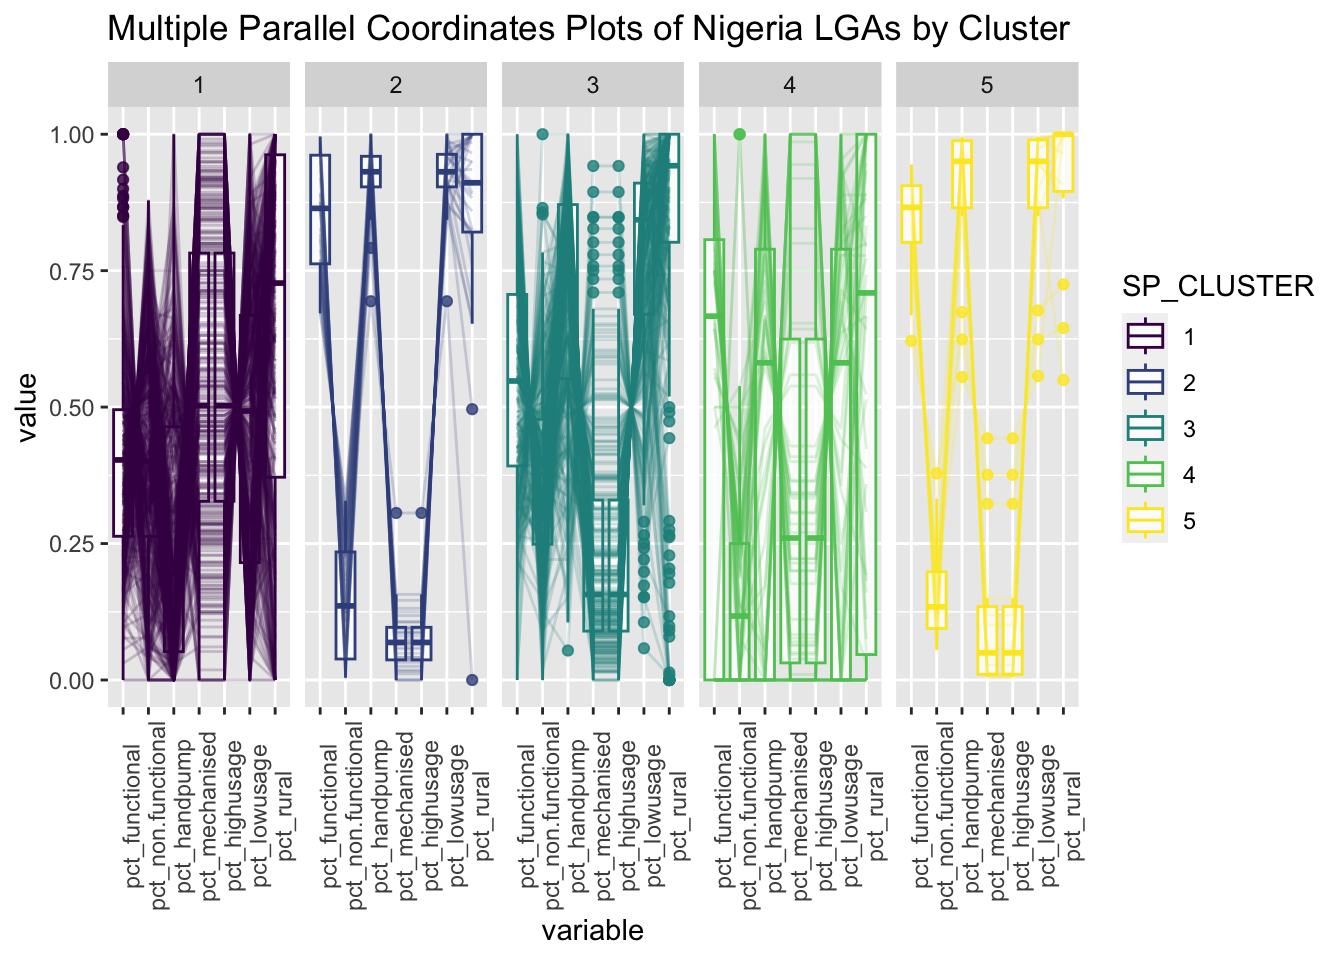 Multiple Parallel Coordinates Plots of Nigeria LGAs by Cluster
1 2 3 4 5
1.00
0.75
0.50
0.25
0.00
value
pct_functional
pct_non.functional
pct_handpump
pct_mechanised
pct_highusage
pct_lowusage
pct_rural
pct_functional
pct_non.functional
pct_handpump
pct_mechanised
pct_highusage
pct_lowusage
pct_rural
pct_functional
pct_non.functional
pct_handpump
pct_mechanised
pct_highusage
pct_lowusage
pct_rural
pct_functional
pct_non.functional
pct_handpump
pct_mechanised
pct_highusage
pct_lowusage
pct_rural
pct_functional
pct_non.functional
pct_handpump
pct_mechanised
pct_highusage
pct_lowusage
pct_rural
variable
SP_CLUSTER
1
2
3
4
5